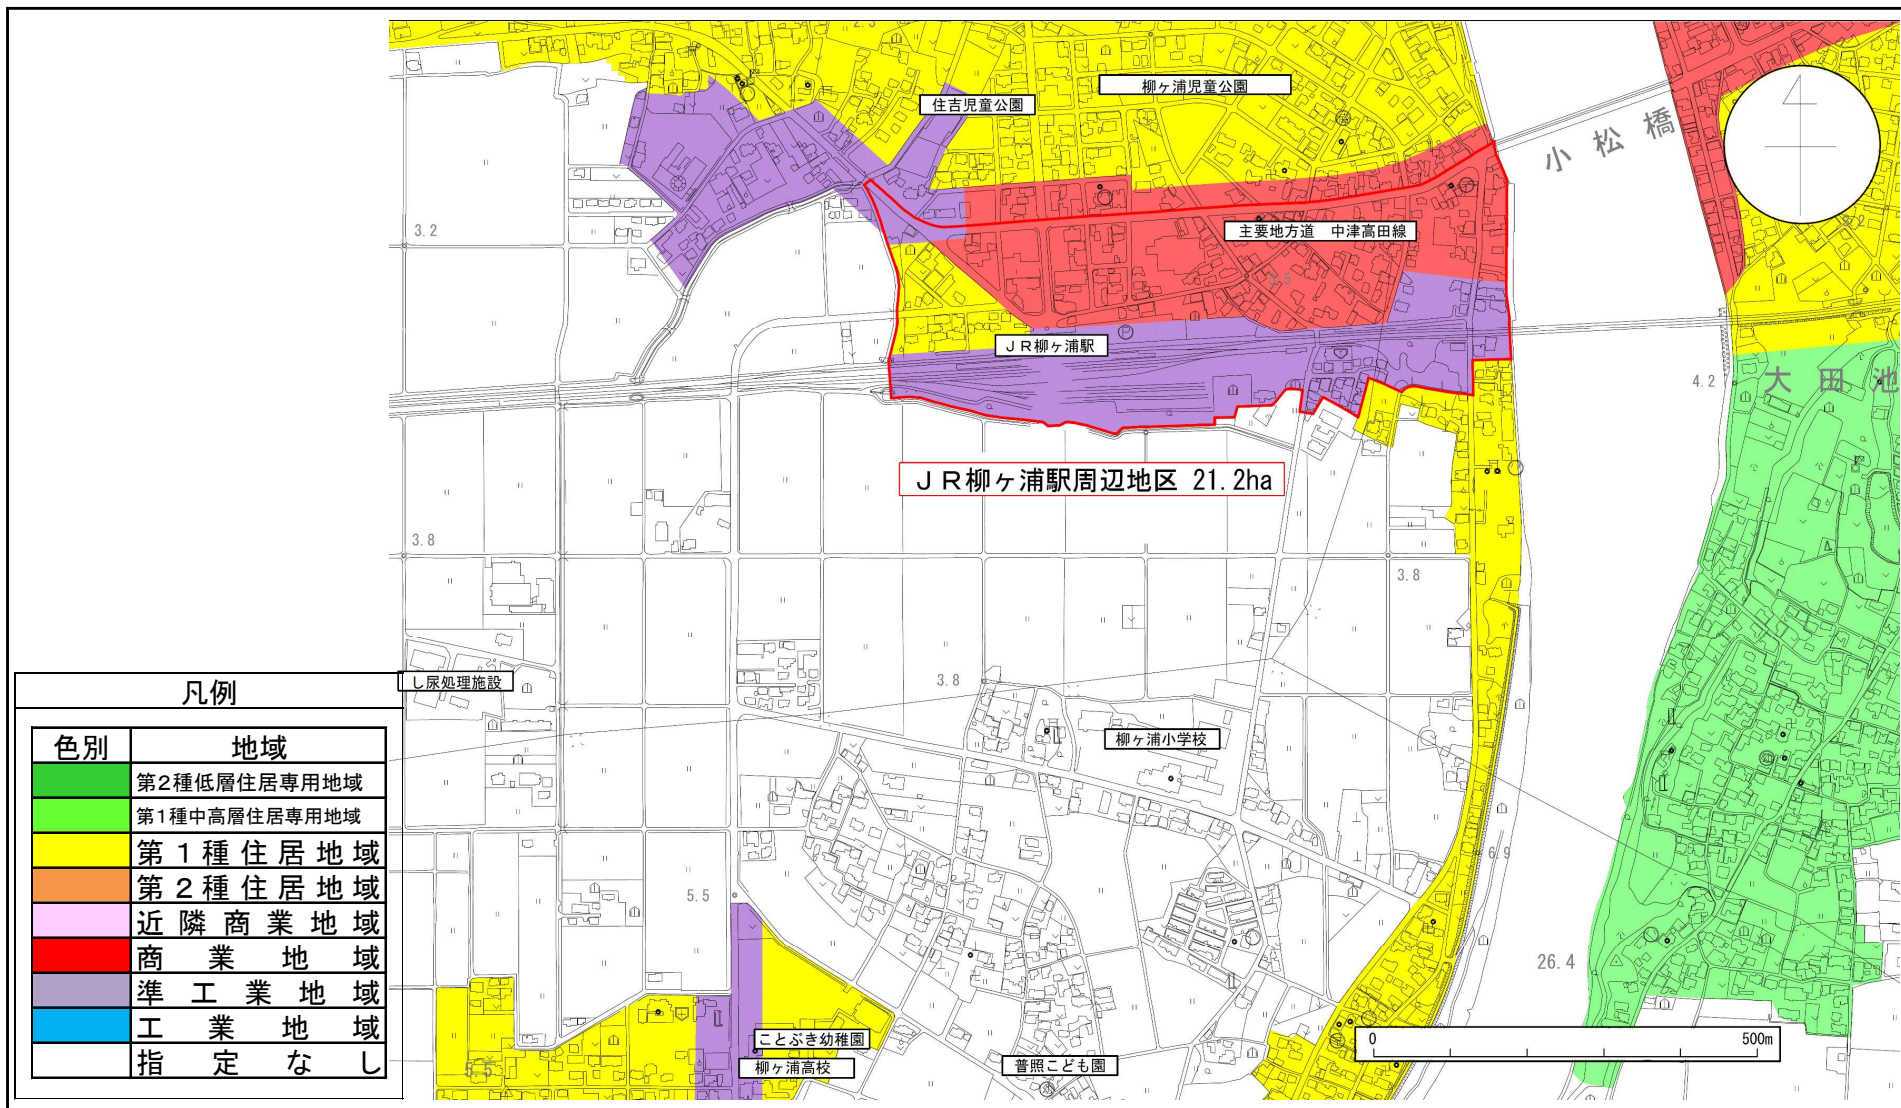 柳ヶ浦児童公園
住吉児童公園
小松橋
3.2
主要地方道　中津高田線
3.5
JR柳ヶ浦駅
4.2
大田池
JR柳ヶ浦駅周辺地区 21.2ha
3.8
3.8
し尿処理施設
3.8
柳ヶ浦小学校
凡例
色別 地域
第2種低層住居専用地域
第1種中高層住居専用地域
第1種住居地域
第2種住居地域
近隣商業地域
商業地域
準工業地域
工業地域
指定なし
6.9
5.5
26.4
ことぶき幼稚園
柳ヶ浦高校
普照こども園
5.5
0 500m